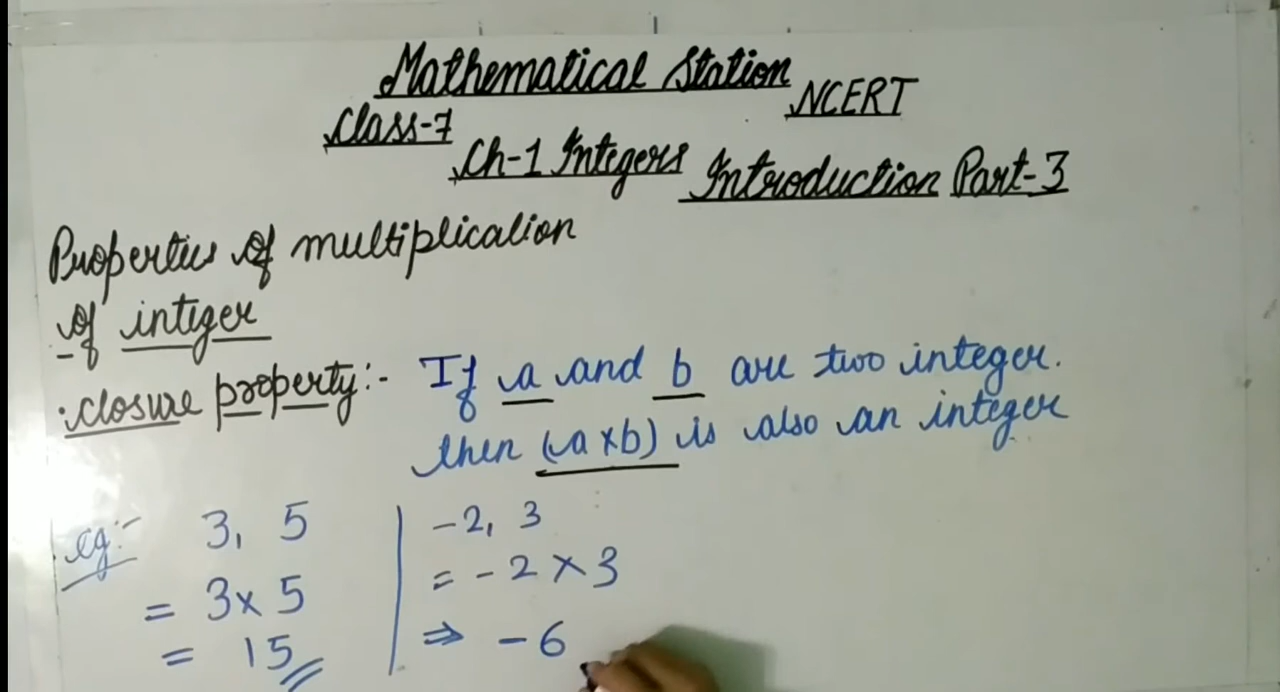 Mathematical Station
NCERT
Class-7
Ch-1 Integers Introduction Part-3
Properties of multiplication
of integer
closure property:- If a and b are two integer.
then (a×b) is also an integer
eg:- 3, 5
= 3×5
= 15
-2, 3
= -2×3
⇒ -6